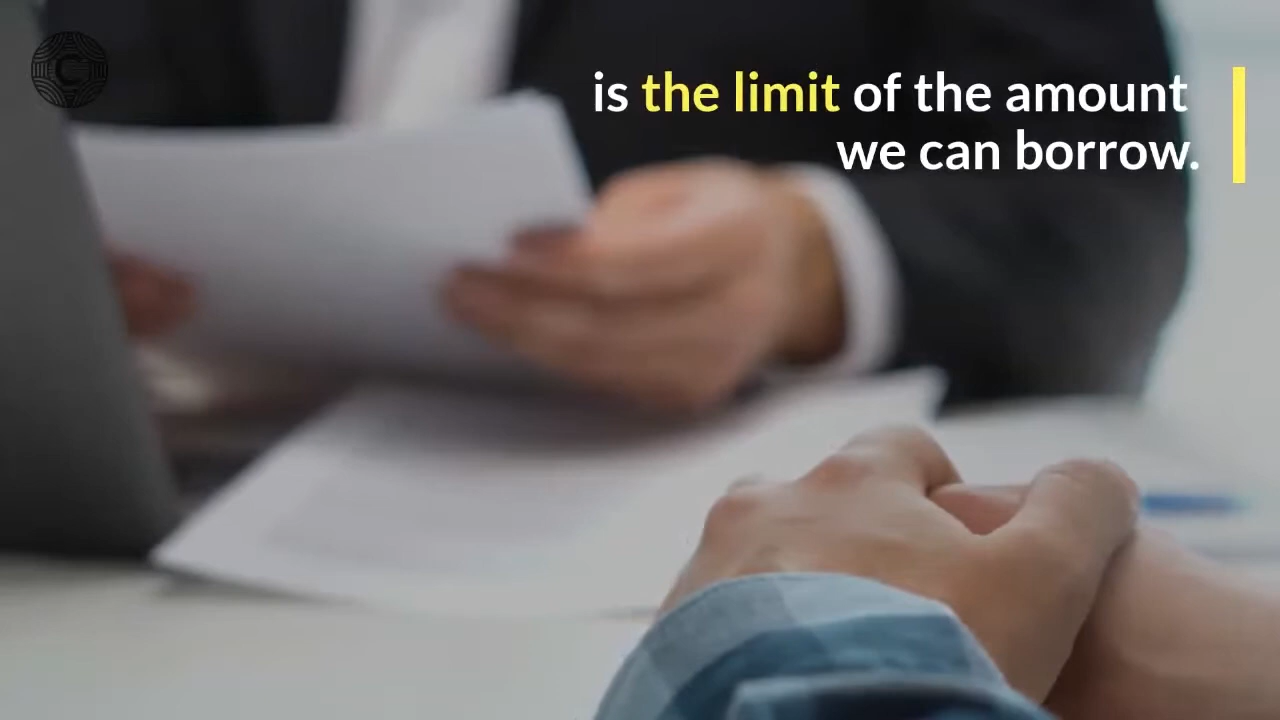 is the limit of the amount
we can borrow.